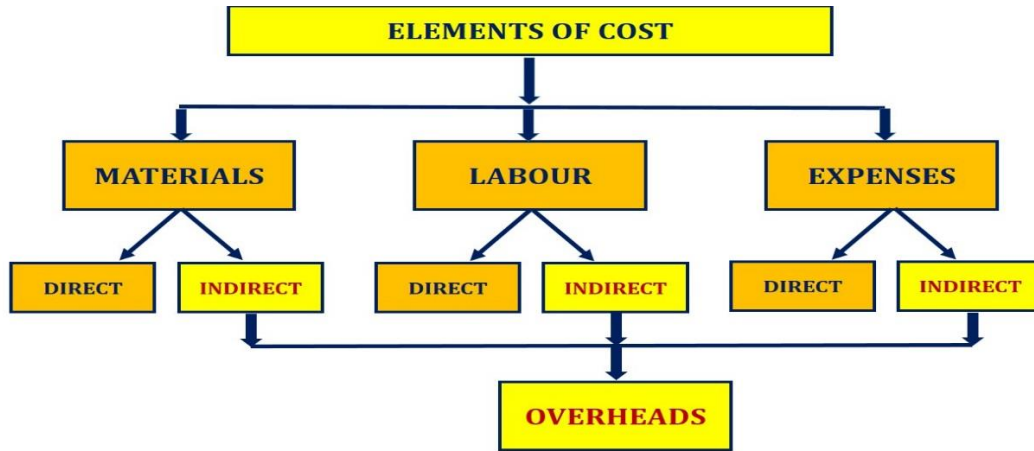 ELEMENTS OF COST
MATERIALS
LABOUR
EXPENSES
DIRECT
INDIRECT
DIRECT
INDIRECT
DIRECT
INDIRECT
OVERHEADS